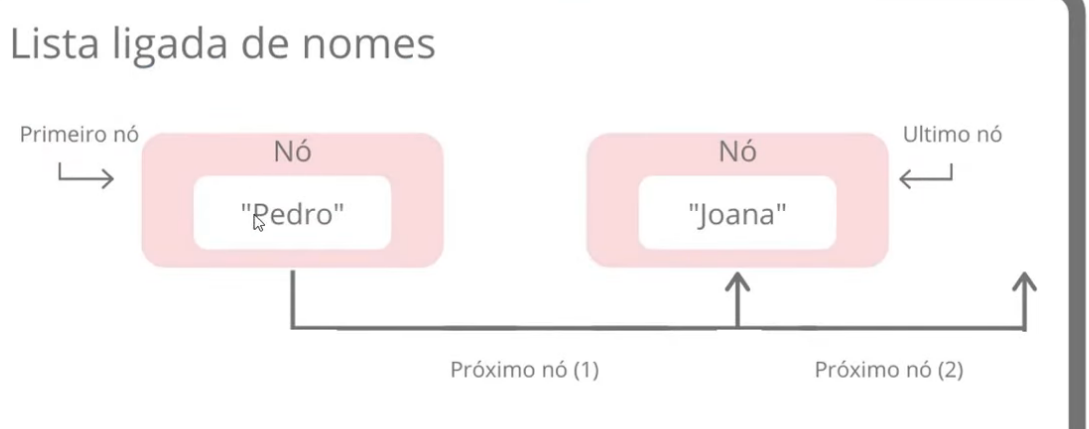 Lista ligada de nomes
Primeiro nó
Nó
Nó
Ultimo nó
"Pedro"
"Joana"
Próximo nó (1)
Próximo nó (2)